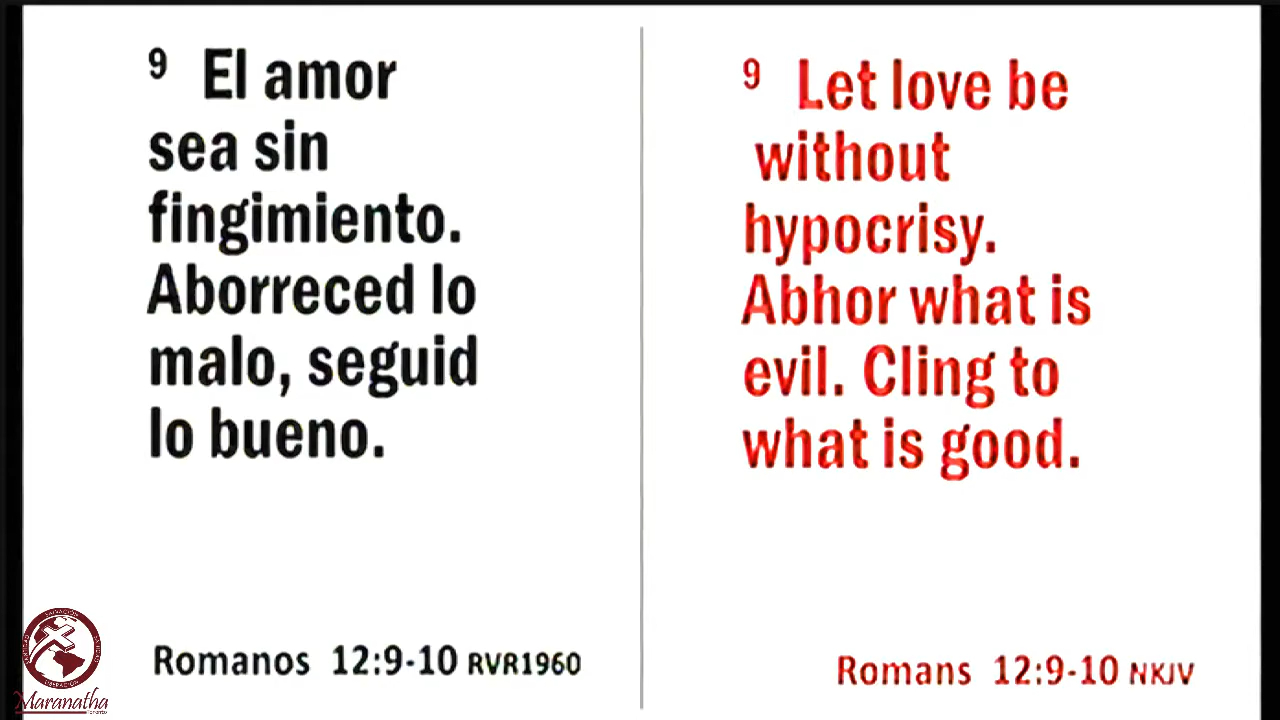 9 El amor
sea sin
fingimiento.
Aborreced lo
malo, seguid
lo bueno.
Romanos 12:9-10 RVR1960
9 Let love be
without
hypocrisy.
Abhor what is
evil. Cling to
what is good.
Romans 12:9-10 NKJV
SALVACIÓN
LIBERACIÓN
Maranatha